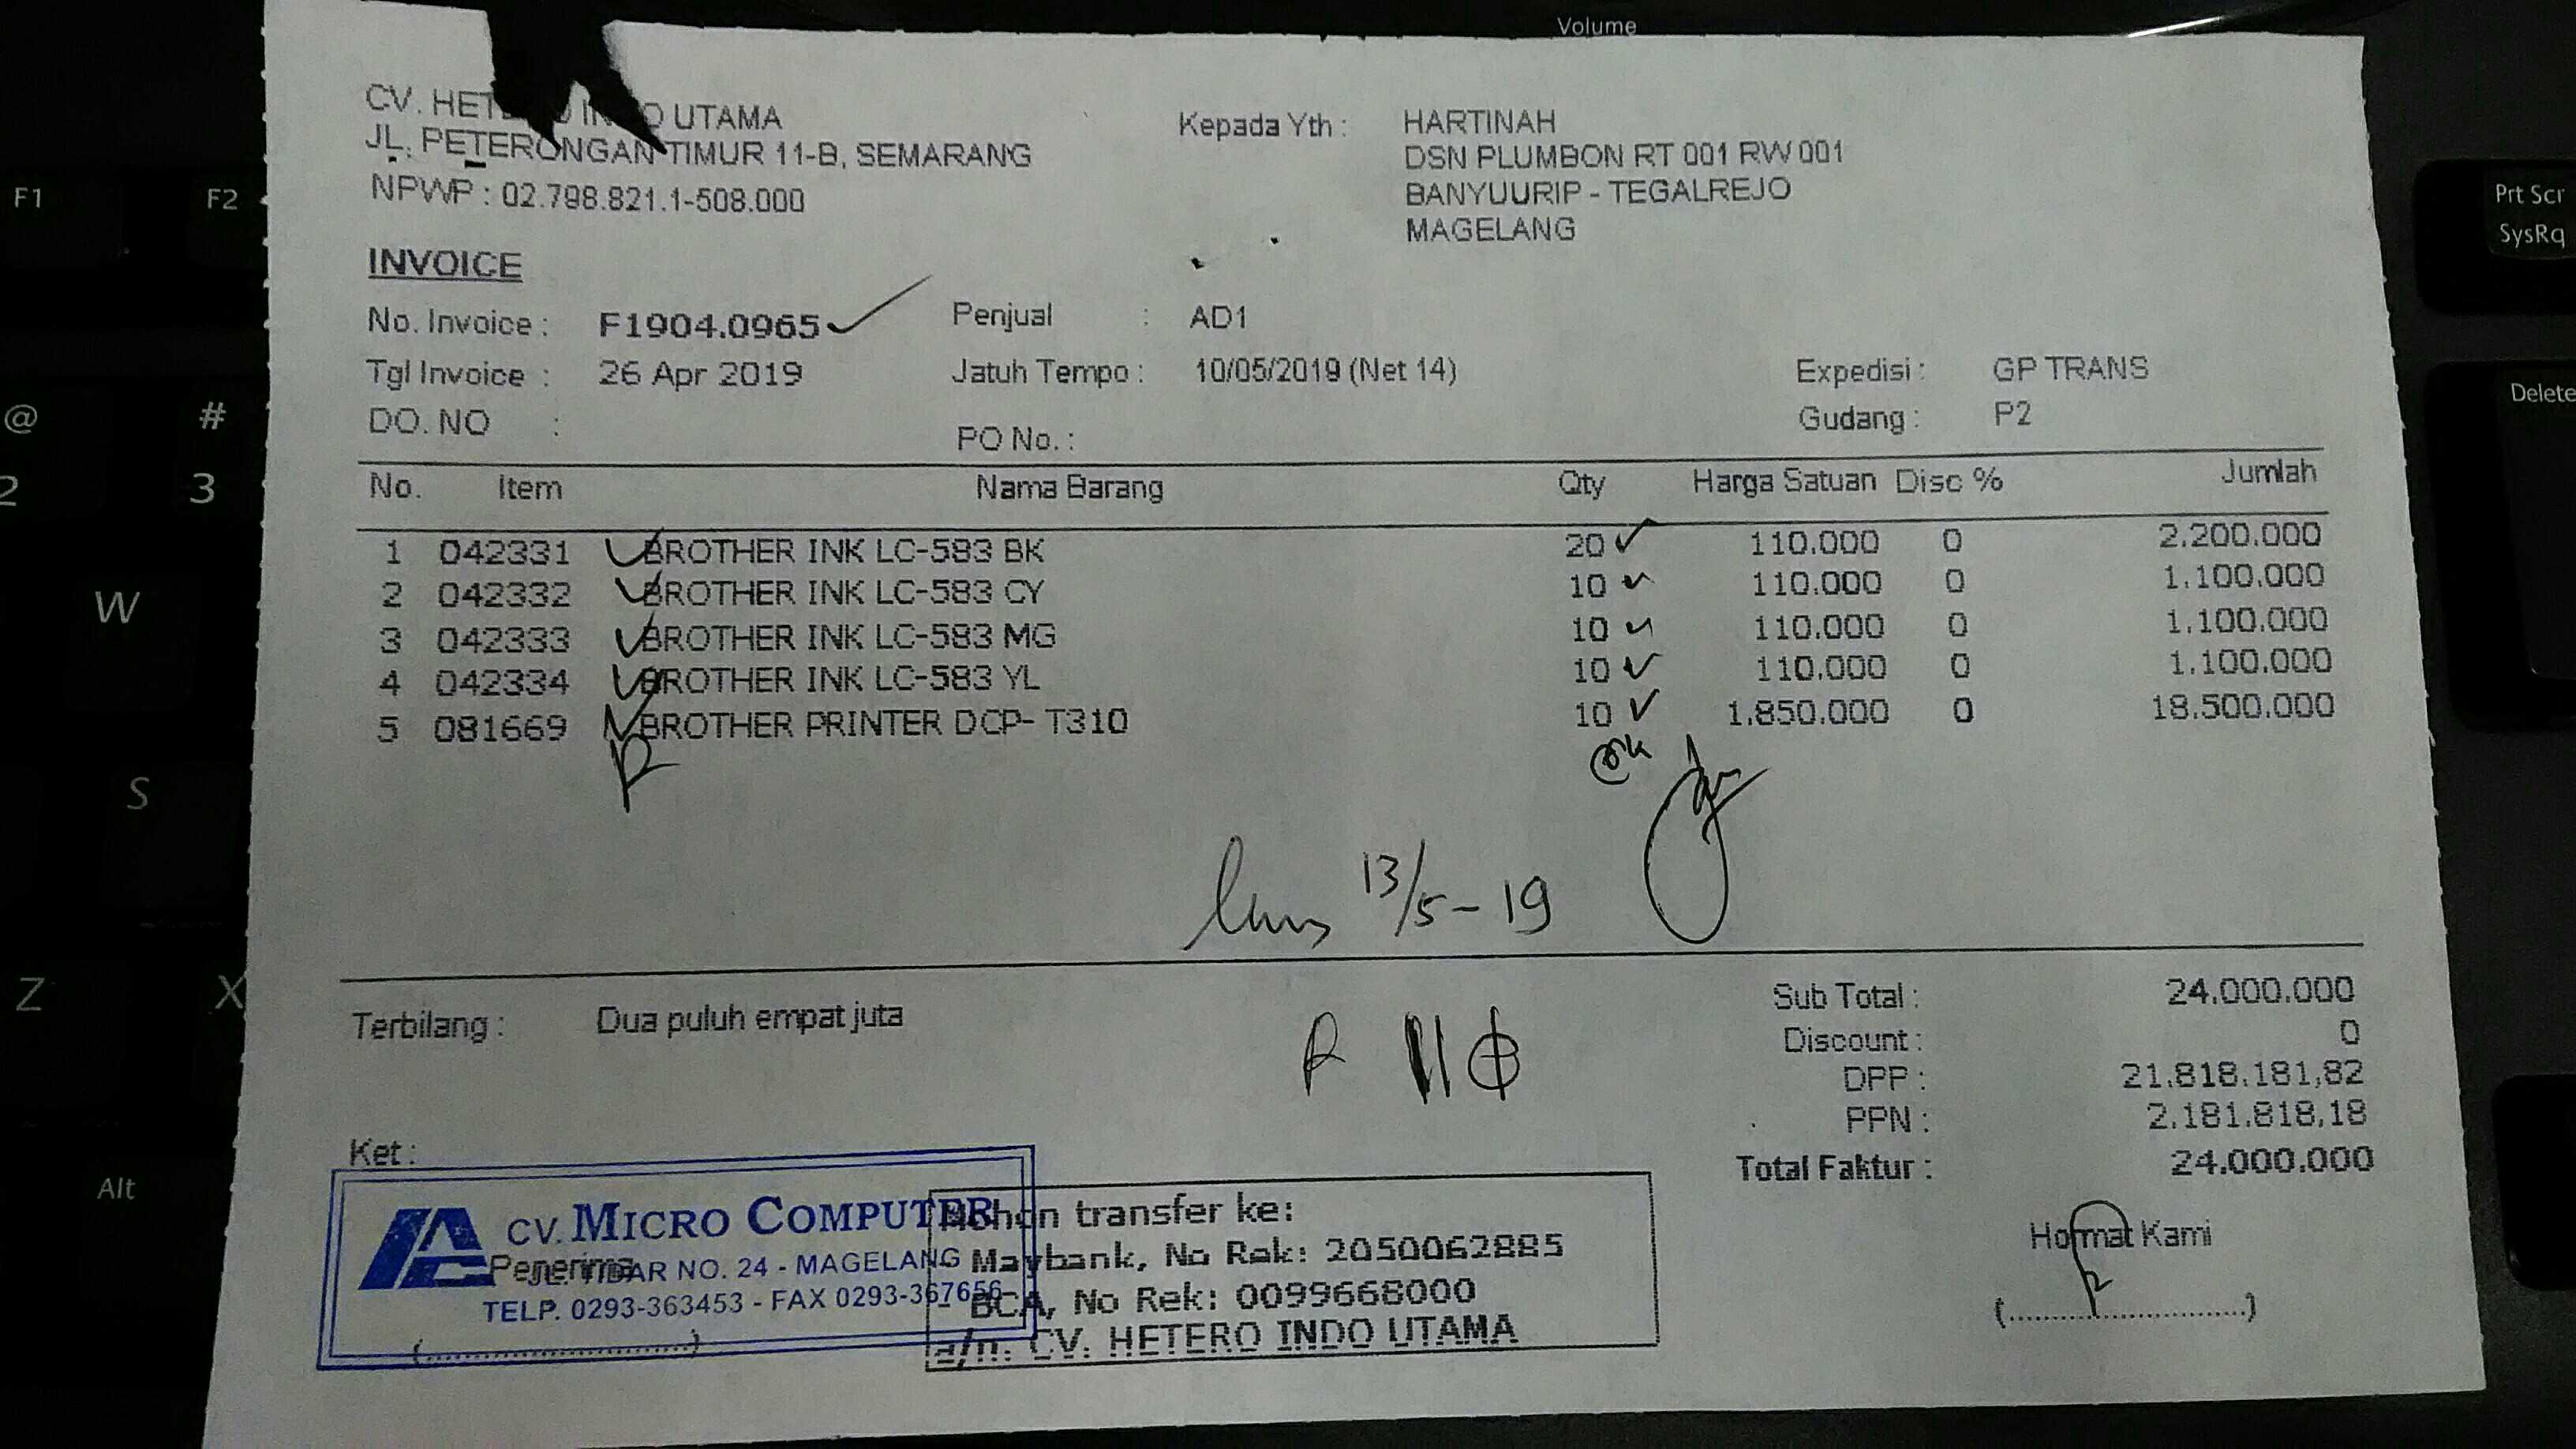 Volume
CV. HETERO INDO UTAMA
JL. PETERONGAN TIMUR 11-B, SEMARANG
NPWP : 02.798.821.1-508.000
Kepada Yth : HARTINAH
DSN PLUMBON RT 001 RW 001
BANYUURIP - TEGALREJO
MAGELANG
INVOICE
No. Invoice : F1904.0965
Penjual : AD1
Tgl Invoice : 26 Apr 2019
Jatuh Tempo : 10/05/2019 (Net 14)
Expedisi : GP TRANS
DO. NO :
PO No. :
Gudang : P2
No. Item Nama Barang Qty Harga Satuan Disc % Jumlah
1 042331 BROTHER INK LC-583 BK 20 110.000 0 2.200.000
2 042332 BROTHER INK LC-583 CY 10 110.000 0 1.100.000
3 042333 BROTHER INK LC-583 MG 10 110.000 0 1.100.000
4 042334 BROTHER INK LC-583 YL 10 110.000 0 1.100.000
5 081669 BROTHER PRINTER DCP- T310 10 1.850.000 0 18.500.000
ok
13/5-19
Terbilang : Dua puluh empat juta
Sub Total : 24.000.000
Discount : 0
DPP : 21.818.181,82
PPN : 2.181.818,18
Total Faktur : 24.000.000
Ket :
CV. MICRO COMPUTER
JL. TIDAR NO. 24 - MAGELANG
TELP. 0293-363453 - FAX 0293-367656
Penerima
(........................)
Mohon transfer ke:
- Maybank, No Rek: 2050062885
- BCA, No Rek: 0099668000
a/n. CV. HETERO INDO UTAMA
Hormat Kami
(........................)
F1
F2
@
2
#
3
W
S
Z
X
Alt
Prt Scr
SysRq
Delete